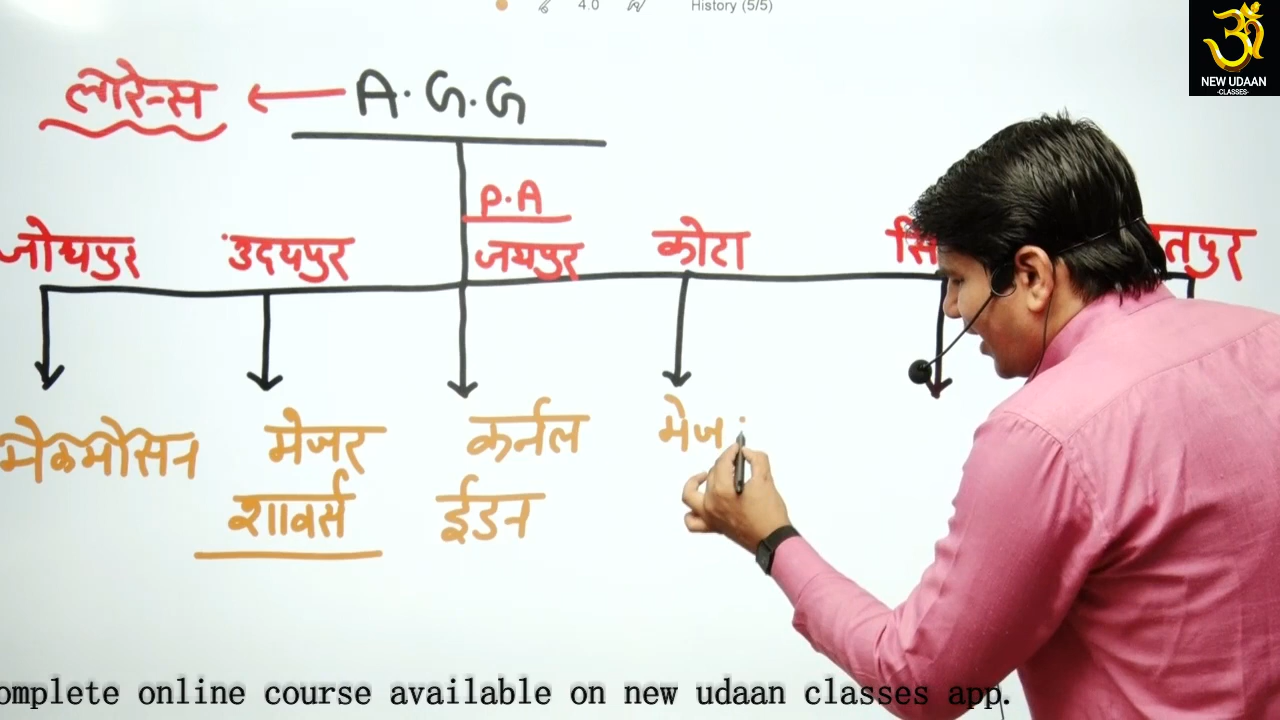 4.0 History (5/5)
NEW UDAAN
-CLASSES-
लोरेन्स ← A.G.G
P.A
जोधपुर उदयपुर जयपुर कोटा
मेकमोसन मेजर कर्नल मेज
शावर्स ईडन
omplete online course available on new udaan classes app.